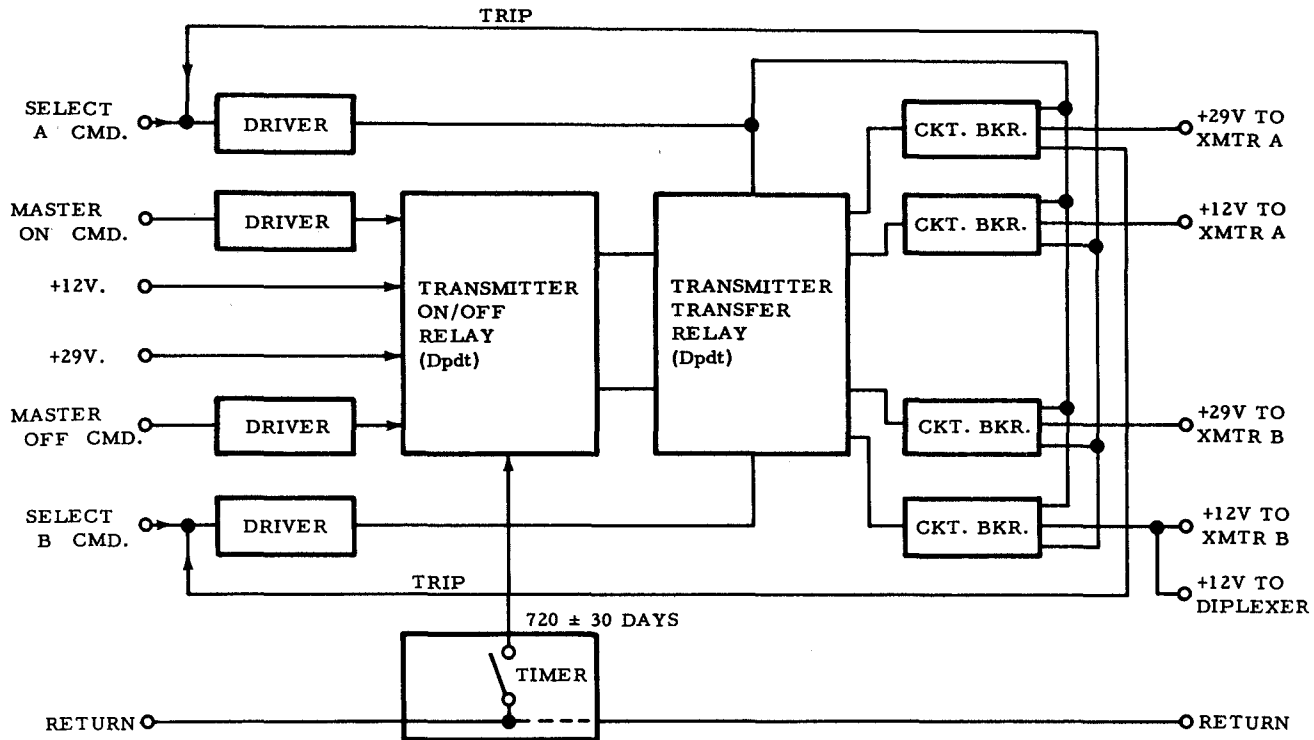 TRIP
SELECT
A CMD.
DRIVER
CKT. BKR.
+29V TO
XMTR A
MASTER
ON CMD.
DRIVER
CKT. BKR.
+12V TO
XMTR A
+12V.
+29V.
TRANSMITTER
ON/OFF
RELAY
(Dpdt)
TRANSMITTER
TRANSFER
RELAY
(Dpdt)
MASTER
OFF CMD.
DRIVER
CKT. BKR.
+29V TO
XMTR B
SELECT
B CMD.
DRIVER
CKT. BKR.
+12V TO
XMTR B
TRIP
+12V TO
DIPLEXER
720 ± 30 DAYS
TIMER
RETURN
RETURN